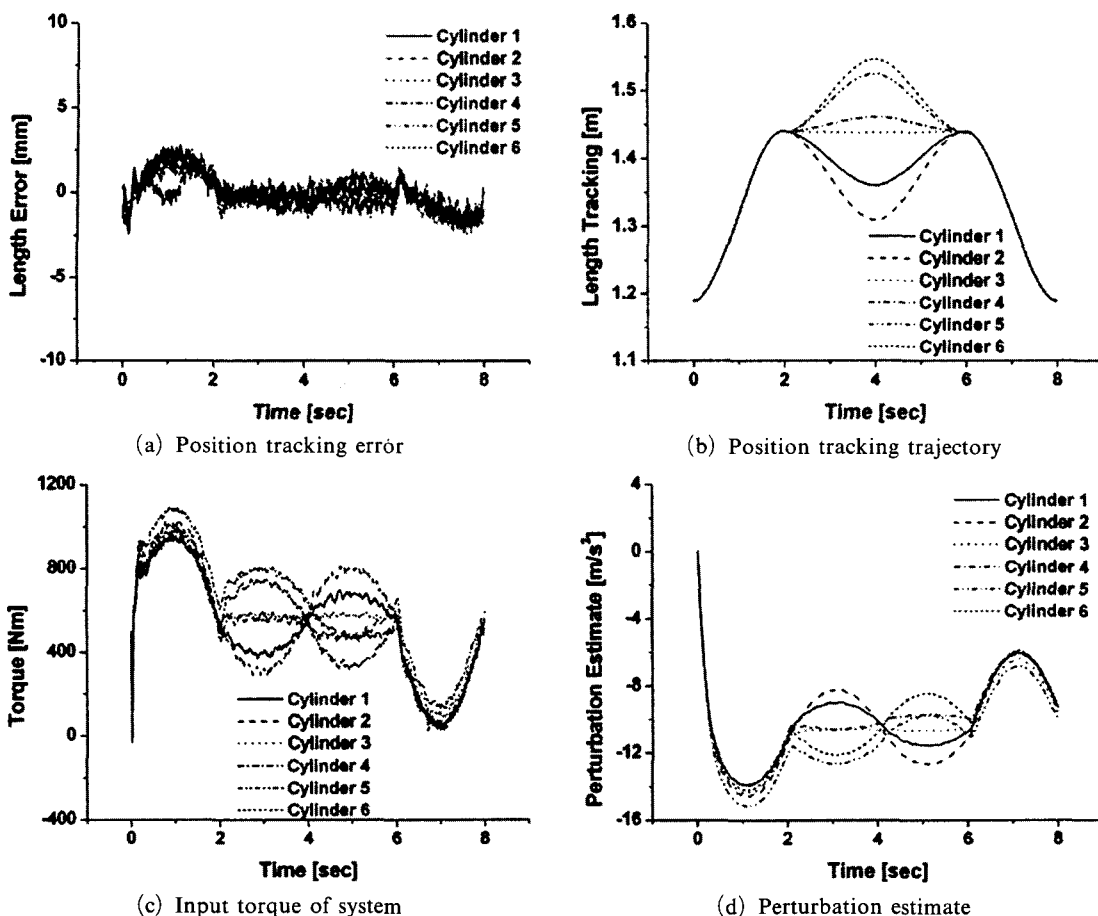 10
5
0
-5
-10
Length Error [mm]
Cylinder 1
Cylinder 2
Cylinder 3
Cylinder 4
Cylinder 5
Cylinder 6
0 2 4 6 8
Time [sec]
(a) Position tracking error
1.6
1.5
1.4
1.3
1.2
1.1
Length Tracking [m]
Cylinder 1
Cylinder 2
Cylinder 3
Cylinder 4
Cylinder 5
Cylinder 6
0 2 4 6 8
Time [sec]
(b) Position tracking trajectory
1200
800
400
0
-400
Torque [Nm]
Cylinder 1
Cylinder 2
Cylinder 3
Cylinder 4
Cylinder 5
Cylinder 6
0 2 4 6 8
Time [sec]
(c) Input torque of system
4
0
-4
-8
-12
-16
Perturbation Estimate [m/s²]
Cylinder 1
Cylinder 2
Cylinder 3
Cylinder 4
Cylinder 5
Cylinder 6
0 2 4 6 8
Time [sec]
(d) Perturbation estimate